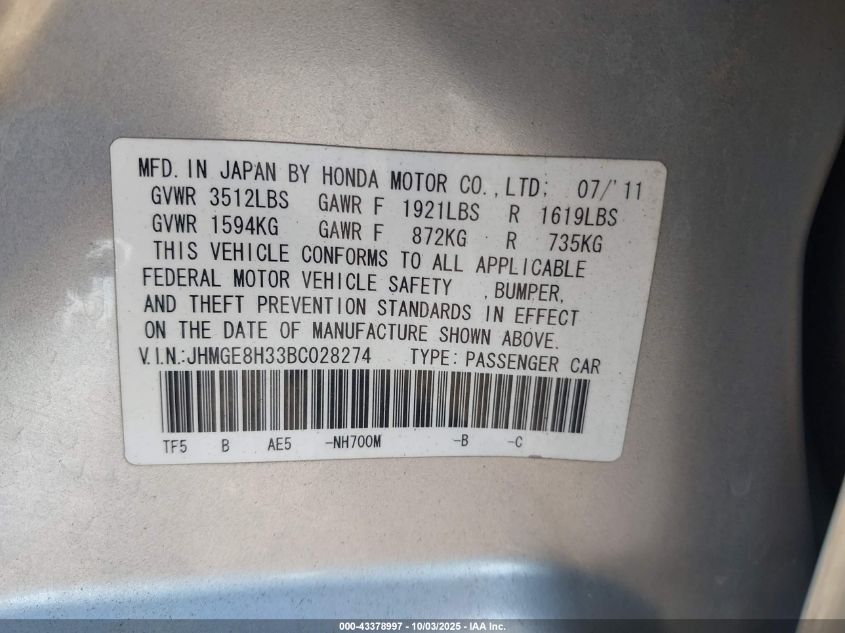 MFD. IN JAPAN BY HONDA MOTOR CO., LTD. 07/'11
GVWR 3512LBS GAWR F 1921LBS R 1619LBS
GVWR 1594KG GAWR F 872KG R 735KG
THIS VEHICLE CONFORMS TO ALL APPLICABLE
FEDERAL MOTOR VEHICLE SAFETY , BUMPER,
AND THEFT PREVENTION STANDARDS IN EFFECT
ON THE DATE OF MANUFACTURE SHOWN ABOVE.
V.I.N.:JHMGE8H33BC028274 TYPE: PASSENGER CAR
TF5 B AE5 -NH700M -B -C
000-43378997 - 10/03/2025 - IAA Inc.